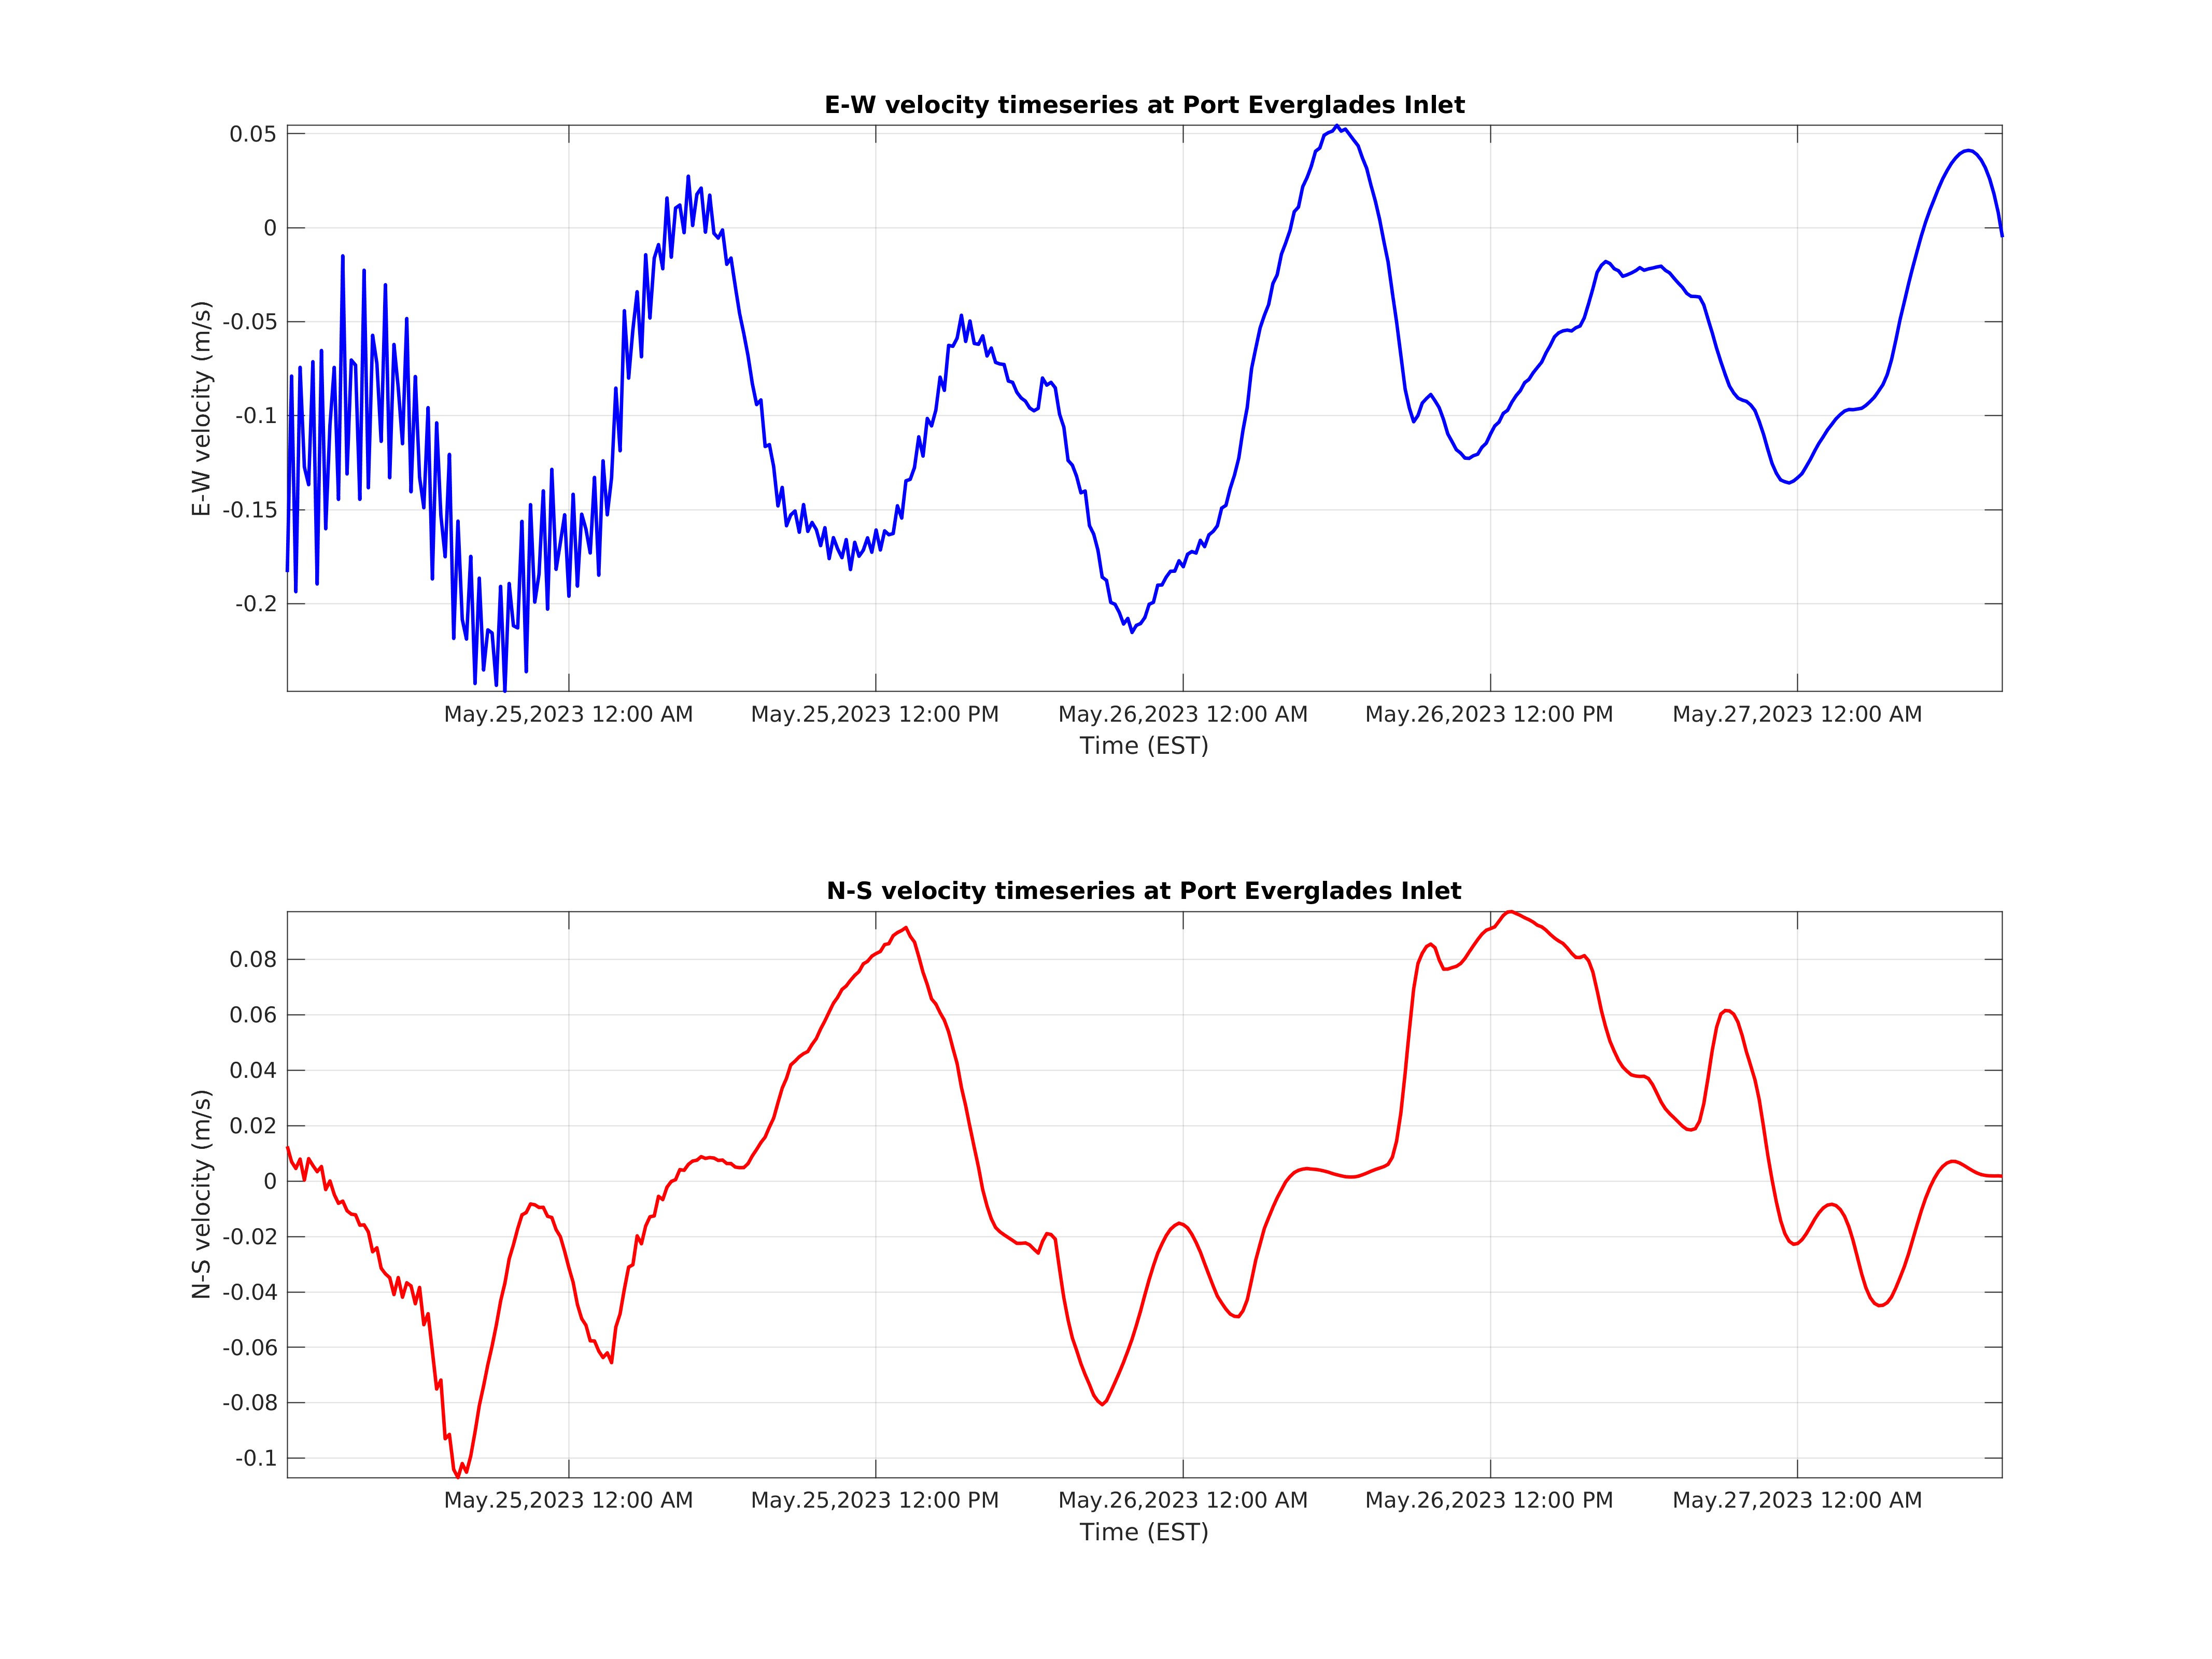 E-W velocity timeseries at Port Everglades Inlet
E-W velocity (m/s)
0.05
0
-0.05
-0.1
-0.15
-0.2
May.25,2023 12:00 AM
May.25,2023 12:00 PM
May.26,2023 12:00 AM
May.26,2023 12:00 PM
May.27,2023 12:00 AM
Time (EST)
N-S velocity timeseries at Port Everglades Inlet
N-S velocity (m/s)
0.08
0.06
0.04
0.02
0
-0.02
-0.04
-0.06
-0.08
-0.1
May.25,2023 12:00 AM
May.25,2023 12:00 PM
May.26,2023 12:00 AM
May.26,2023 12:00 PM
May.27,2023 12:00 AM
Time (EST)